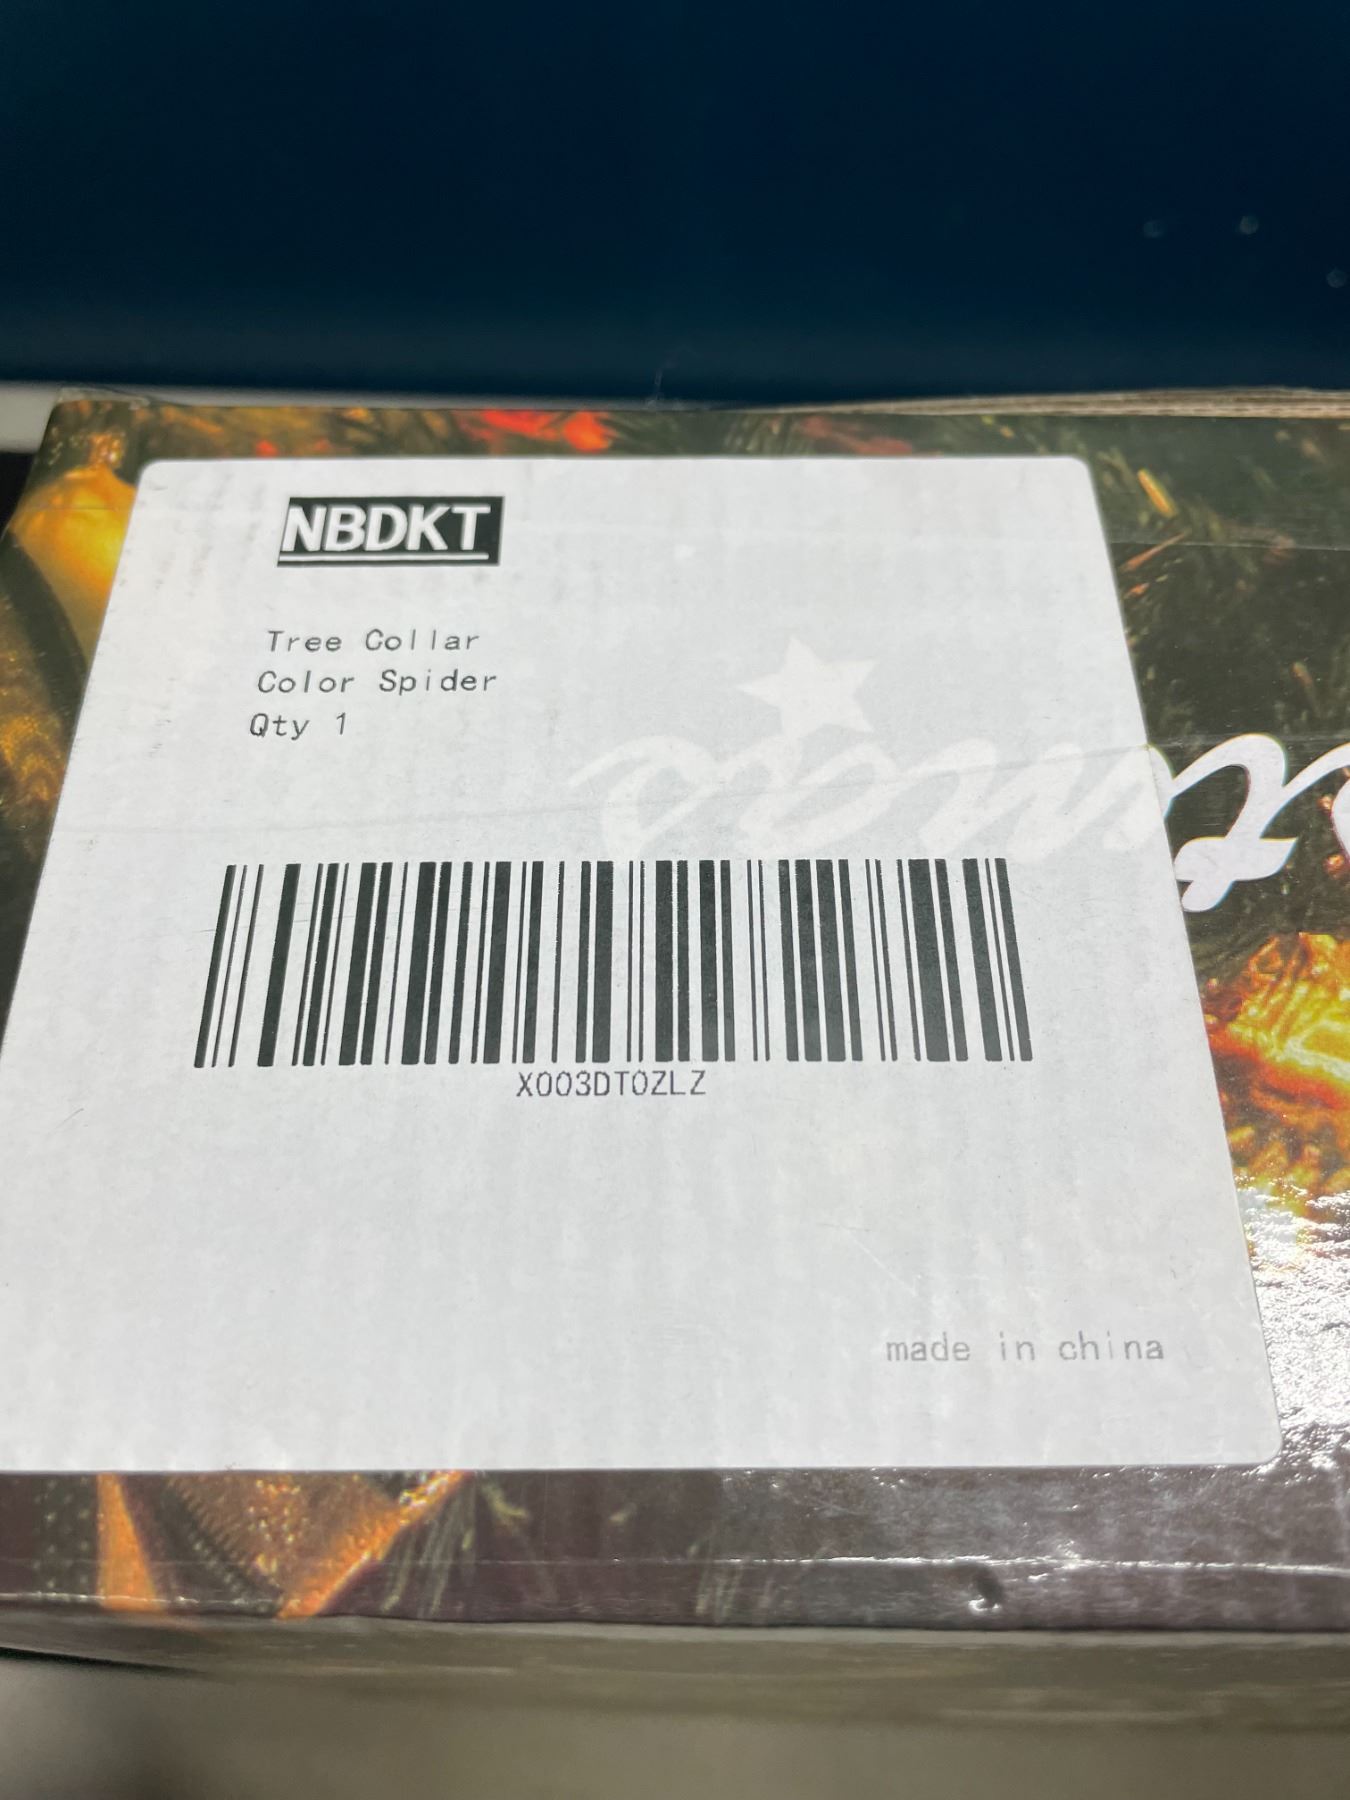 NBDKT
Tree Collar
Color Spider
Qty 1
X003DT0ZLZ
made in china